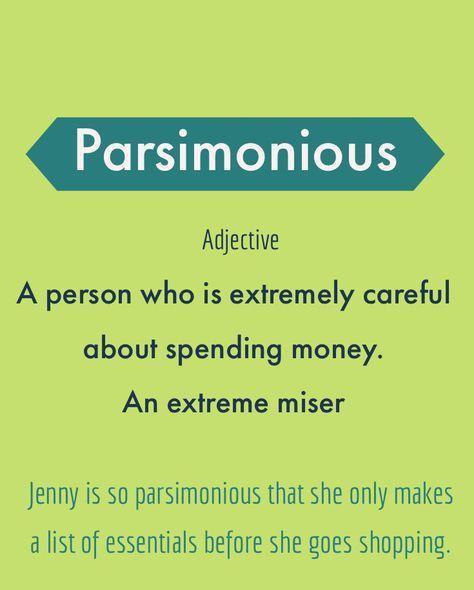 Parsimonious
Adjective
A person who is extremely careful
about spending money.
An extreme miser
Jenny is so parsimonious that she only makes
a list of essentials before she goes shopping.